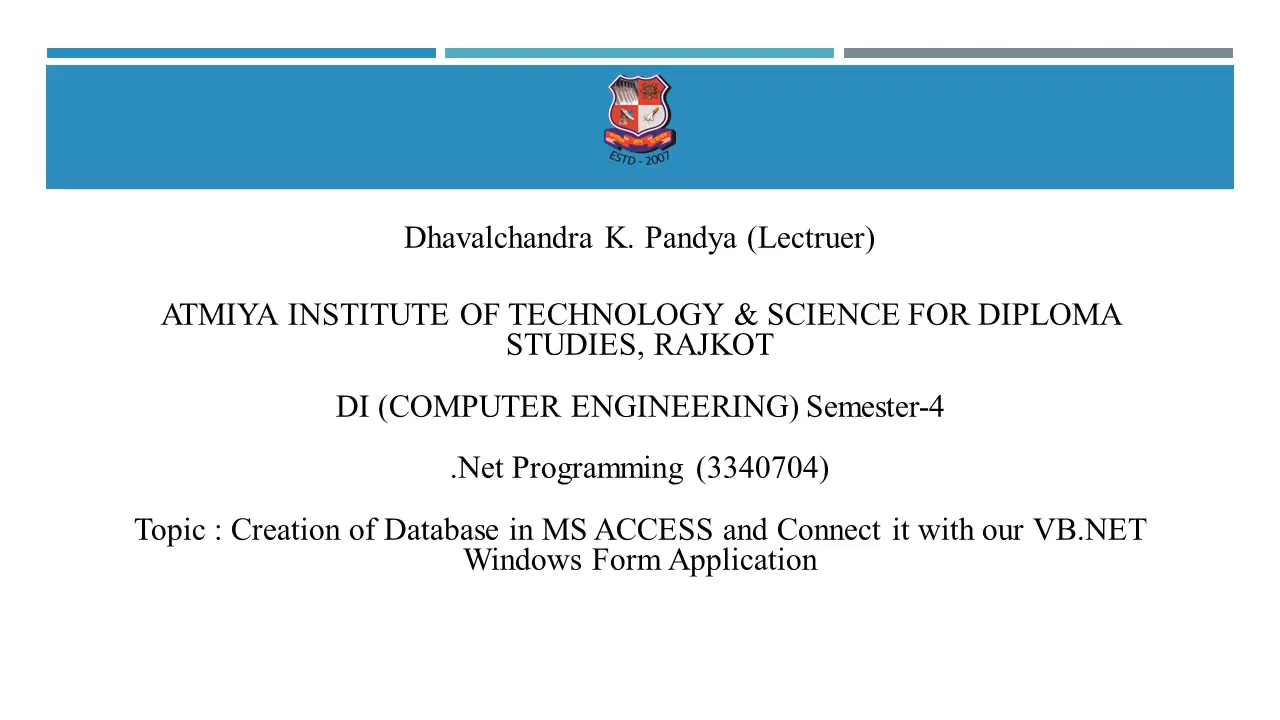 ESTD - 2007
Dhavalchandra K. Pandya (Lectruer)
ATMIYA INSTITUTE OF TECHNOLOGY & SCIENCE FOR DIPLOMA
STUDIES, RAJKOT
DI (COMPUTER ENGINEERING) Semester-4
.Net Programming (3340704)
Topic : Creation of Database in MS ACCESS and Connect it with our VB.NET
Windows Form Application